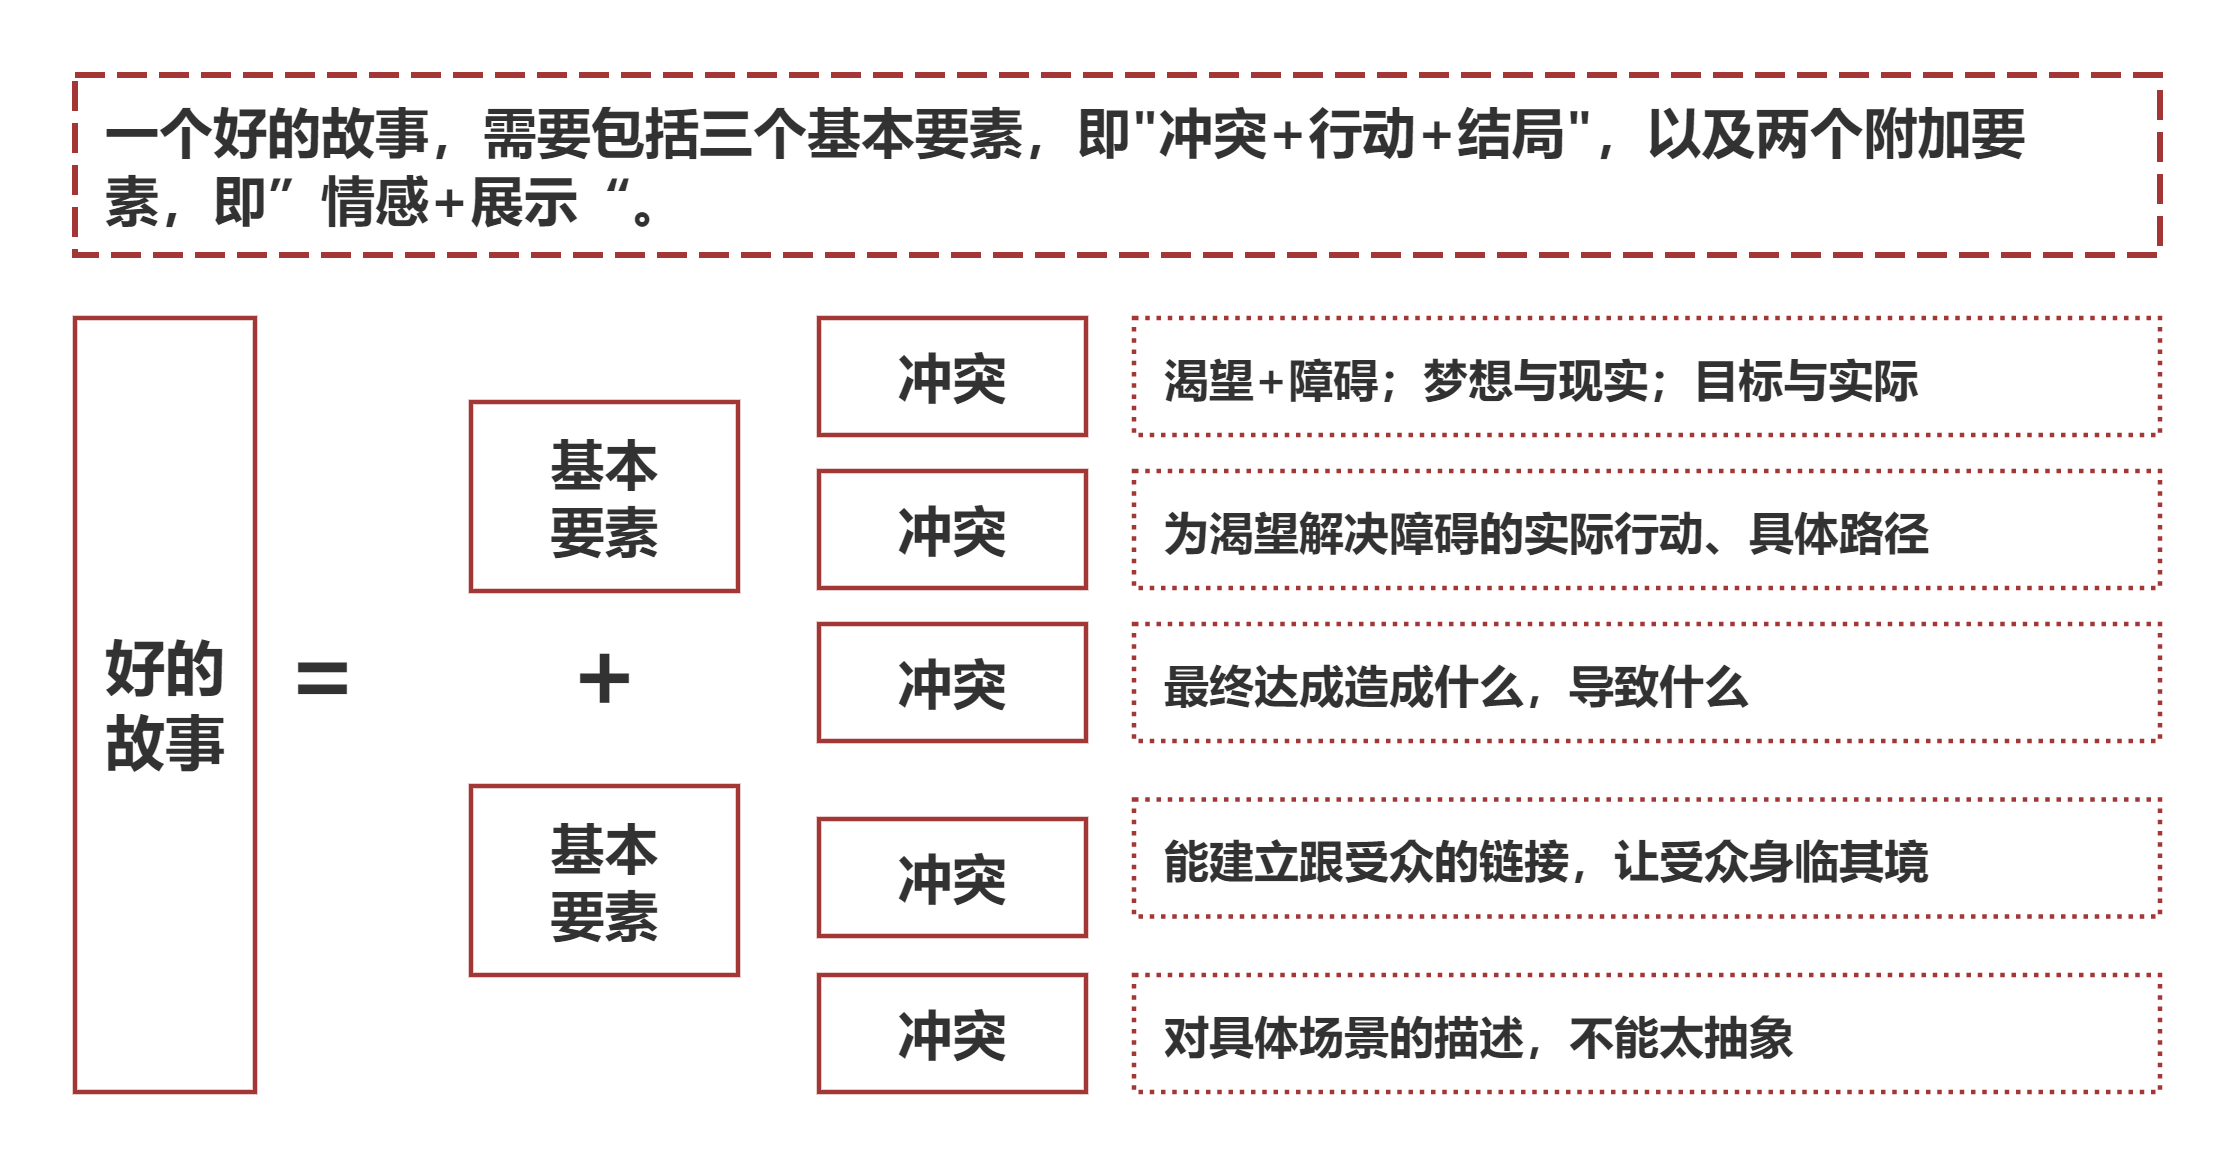 一个好的故事，需要包括三个基本要素，即"冲突+行动+结局"，以及两个附加要
素，即”情感+展示“。
好的
故事
=
基本
要素
+
基本
要素
冲突
渴望+障碍；梦想与现实；目标与实际
冲突
为渴望解决障碍的实际行动、具体路径
冲突
最终达成造成什么，导致什么
冲突
能建立跟受众的链接，让受众身临其境
冲突
对具体场景的描述，不能太抽象